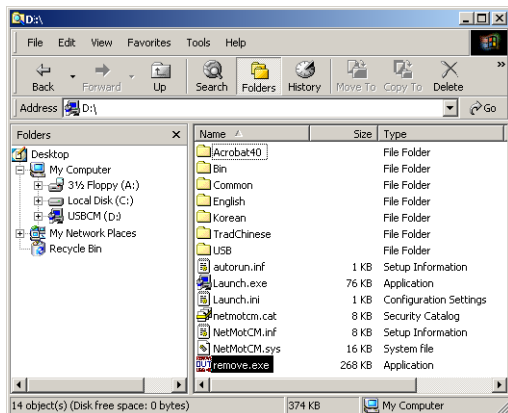 D:\
File Edit View Favorites Tools Help
Back Forward Up Search Folders History Move To Copy To Delete »
Address D:\ Go
Folders x
Desktop
My Computer
3½ Floppy (A:)
Local Disk (C:)
USBCM (D:)
My Network Places
Recycle Bin
Name Size Type
Acrobat40 File Folder
Bin File Folder
Common File Folder
English File Folder
Korean File Folder
TradChinese File Folder
USB File Folder
autorun.inf 1 KB Setup Information
Launch.exe 76 KB Application
Launch.ini 1 KB Configuration Settings
netmotcm.cat 8 KB Security Catalog
NetMotCM.inf 8 KB Setup Information
NetMotCM.sys 16 KB System file
remove.exe 268 KB Application
14 object(s) (Disk free space: 0 bytes) 374 KB My Computer